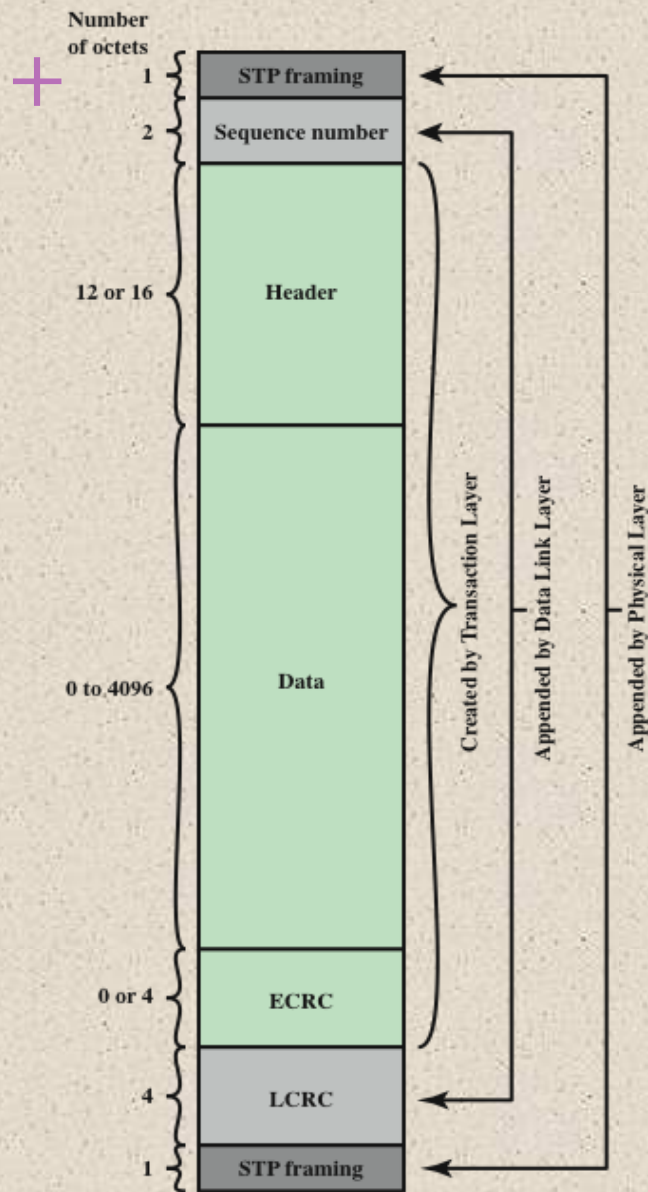 Number
of octets
1
STP framing
2
Sequence number
12 or 16
Header
0 to 4096
Data
0 or 4
ECRC
4
LCRC
1
STP framing
Created by Transaction Layer
Appended by Data Link Layer
Appended by Physical Layer